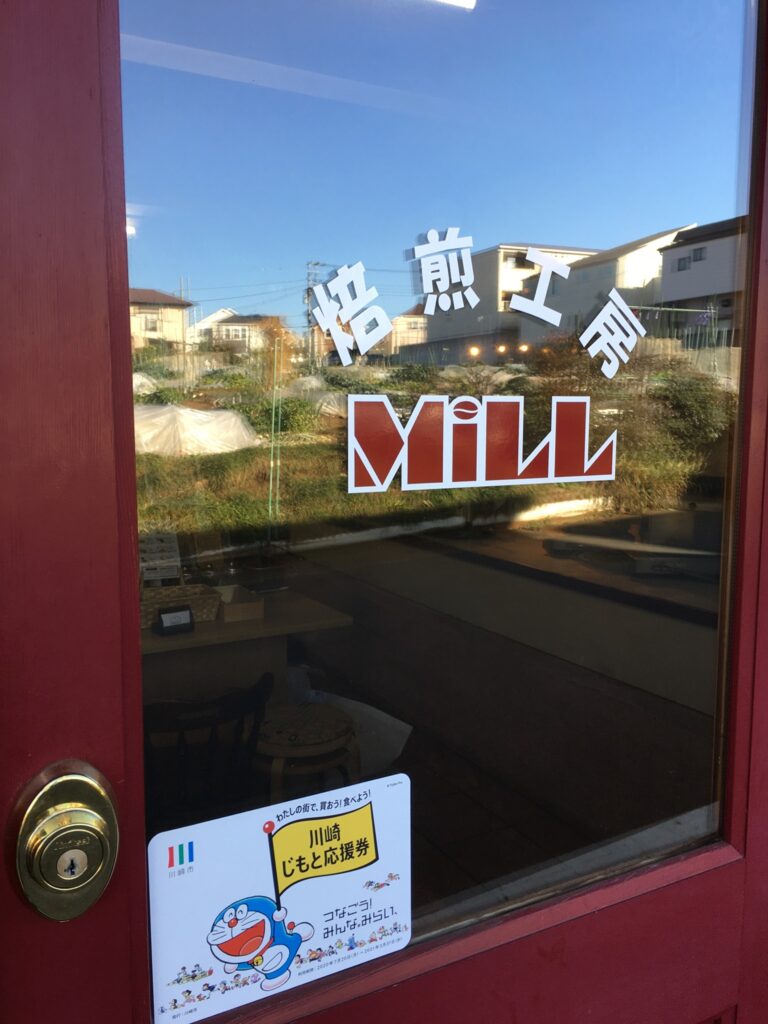 焙煎工房
MiLL
わたしの街で、買おう！食べよう！
川崎
じもと応援券
川崎市
つなごう！
みんな。みらい。